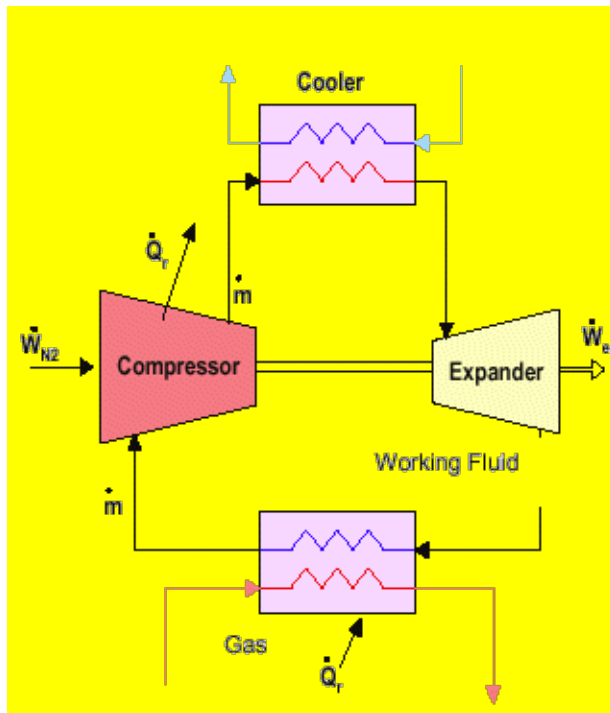 Cooler
Q̇r
ṁ
ẆN2
Compressor
Expander
Ẇe
Working Fluid
ṁ
Gas
Q̇r